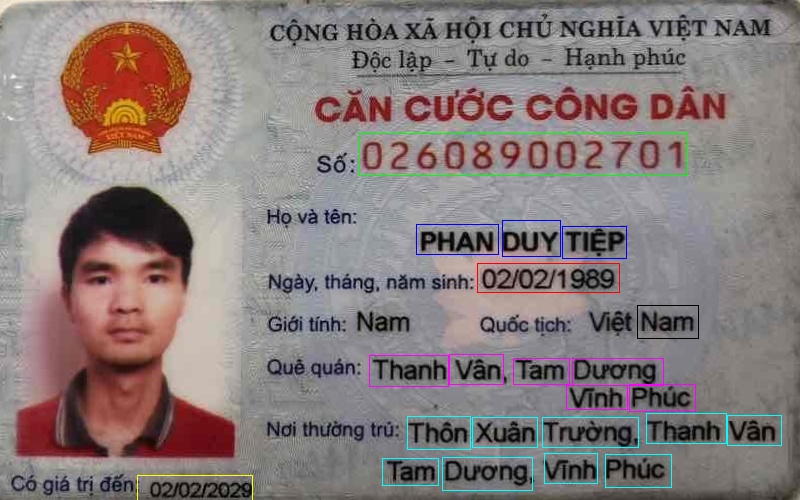 CỘNG HÒA XÃ HỘI CHỦ NGHĨA VIỆT NAM
Độc lập - Tự do - Hạnh phúc
CĂN CƯỚC CÔNG DÂN
Số: 026089002701
Họ và tên:
PHAN DUY TIỆP
Ngày, tháng, năm sinh: 02/02/1989
Giới tính: Nam Quốc tịch: Việt Nam
Quê quán: Thanh Vân, Tam Dương
Vĩnh Phúc
Nơi thường trú: Thôn Xuân Trường, Thanh Vân
Tam Dương, Vĩnh Phúc
Có giá trị đến: 02/02/2029